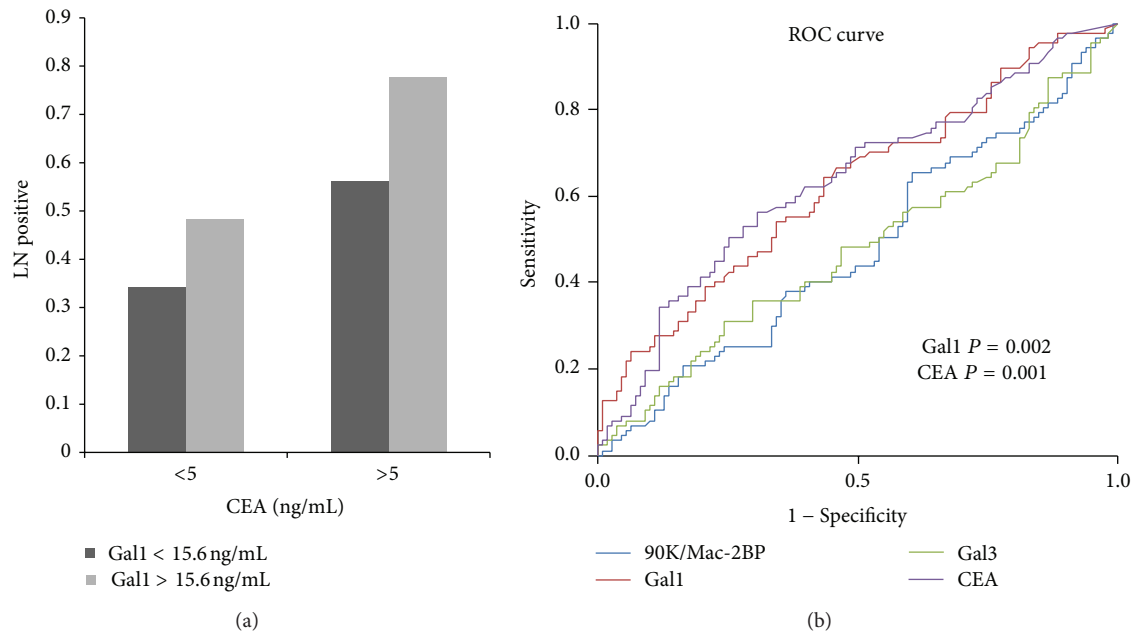 0.9
0.8
0.7
0.6
0.5
0.4
0.3
0.2
0.1
0
LN positive
<5
>5
CEA (ng/mL)
Gal1 < 15.6 ng/mL
Gal1 > 15.6 ng/mL
(a)
ROC curve
1.0
0.8
0.6
0.4
0.2
0.0
Sensitivity
Gal1 P = 0.002
CEA P = 0.001
0.0
0.5
1.0
1 − Specificity
90K/Mac-2BP
Gal1
Gal3
CEA
(b)